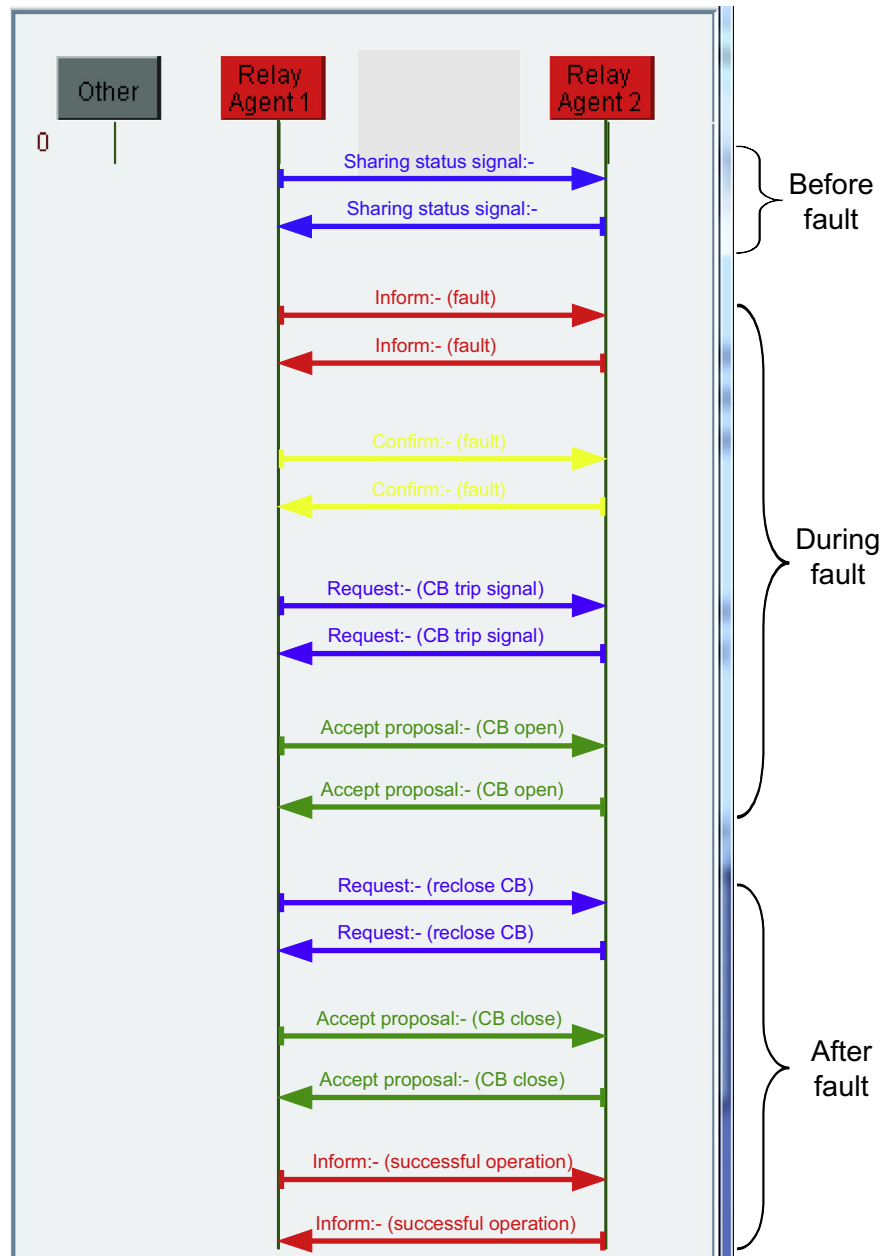 Other
Relay
Agent 1
Relay
Agent 2
0
Sharing status signal:-
Sharing status signal:-
Before
fault
Inform:- (fault)
Inform:- (fault)
Confirm:- (fault)
Confirm:- (fault)
Request:- (CB trip signal)
Request:- (CB trip signal)
During
fault
Accept proposal:- (CB open)
Accept proposal:- (CB open)
Request:- (reclose CB)
Request:- (reclose CB)
Accept proposal:- (CB close)
Accept proposal:- (CB close)
After
fault
Inform:- (successful operation)
Inform:- (successful operation)